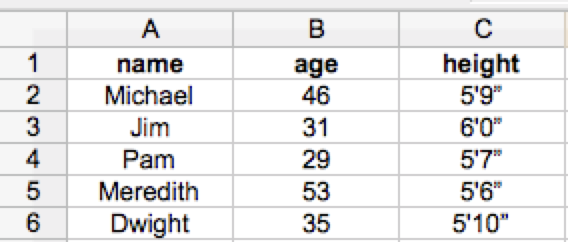 A B C
1 name age height
2 Michael 46 5'9”
3 Jim 31 6'0”
4 Pam 29 5'7”
5 Meredith 53 5'6”
6 Dwight 35 5'10”